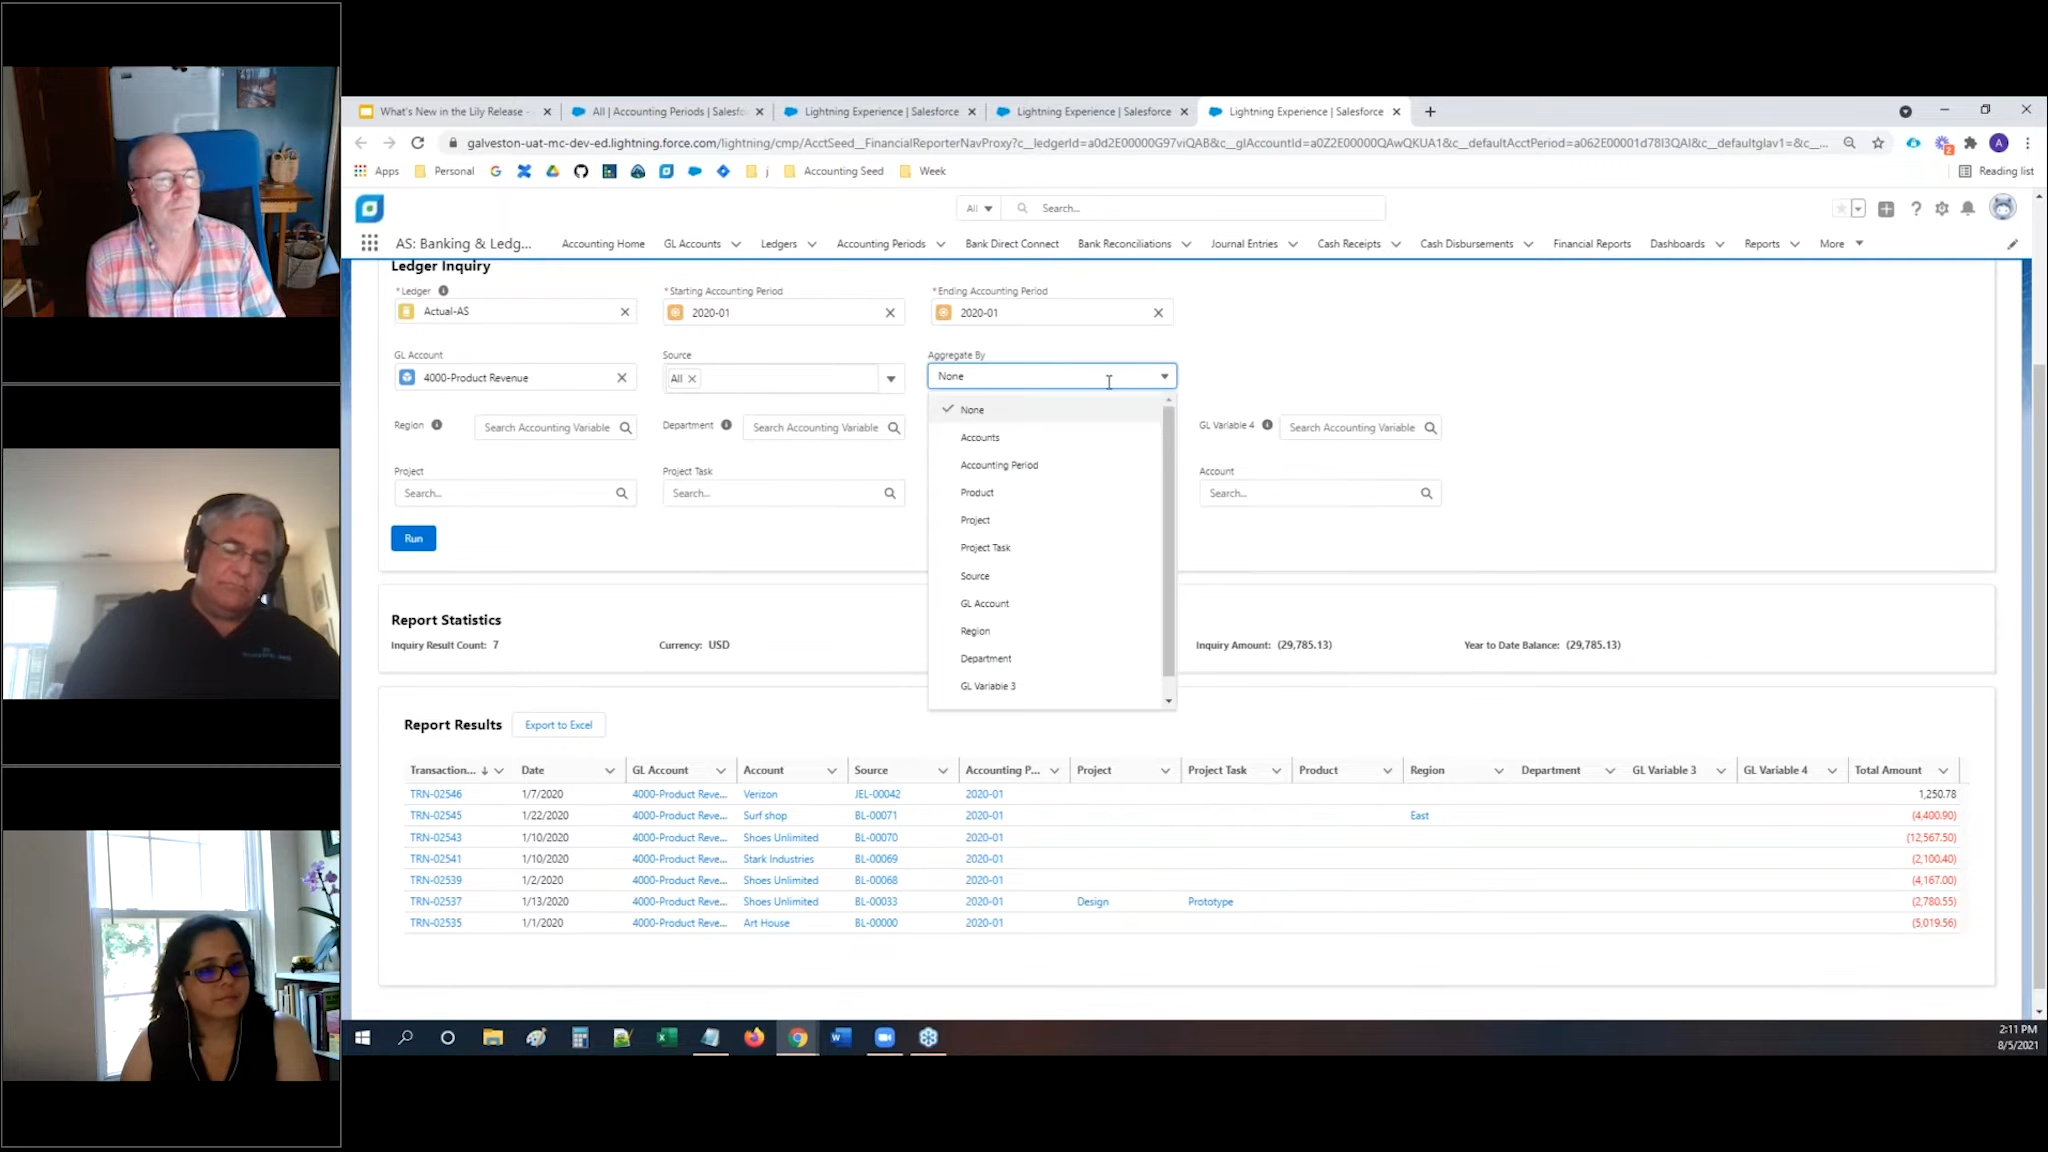 What's New in the Lily Release -
All | Accounting Periods | Salesfo
Lightning Experience | Salesforce
Lightning Experience | Salesforce
Lightning Experience | Salesforce
galveston-uat-mc-dev-ed.lightning.force.com/lightning/cmp/AcctSeed__FinancialReporterNavProxy?c__ledgerId=a0d2E00000G97viQAB&c__glAccountId=a0Z2E00000QAwQKUA1&c__defaultAcctPeriod=a062E00001d78I3QAI&c__defaultglav1=&c__...
Apps Personal Accounting Seed Week Reading list
All Search...
AS: Banking & Ledg... Accounting Home GL Accounts Ledgers Accounting Periods Bank Direct Connect Bank Reconciliations Journal Entries Cash Receipts Cash Disbursements Financial Reports Dashboards Reports More
Ledger Inquiry
*Ledger *Starting Accounting Period *Ending Accounting Period
Actual-AS 2020-01 2020-01
GL Account Source Aggregate By
4000-Product Revenue All None
Region Search Accounting Variable Department Search Accounting Variable GL Variable 4 Search Accounting Variable
Project Project Task Account
Search... Search... Search...
None
Accounts
Accounting Period
Product
Project
Project Task
Source
GL Account
Region
Department
GL Variable 3
Run
Report Statistics
Inquiry Result Count: 7 Currency: USD Inquiry Amount: (29,785.13) Year to Date Balance: (29,785.13)
Report Results Export to Excel
Transaction... Date GL Account Account Source Accounting P... Project Project Task Product Region Department GL Variable 3 GL Variable 4 Total Amount
TRN-02546 1/7/2020 4000-Product Reve... Verizon JEL-00042 2020-01 1,250.78
TRN-02545 1/22/2020 4000-Product Reve... Surf shop BL-00071 2020-01 East (4,400.90)
TRN-02543 1/10/2020 4000-Product Reve... Shoes Unlimited BL-00070 2020-01 (12,567.50)
TRN-02541 1/10/2020 4000-Product Reve... Stark Industries BL-00069 2020-01 (2,100.40)
TRN-02539 1/2/2020 4000-Product Reve... Shoes Unlimited BL-00068 2020-01 (4,167.00)
TRN-02537 1/13/2020 4000-Product Reve... Shoes Unlimited BL-00033 2020-01 Design Prototype (2,780.55)
TRN-02535 1/1/2020 4000-Product Reve... Art House BL-00000 2020-01 (5,019.56)
2:11 PM
8/5/2021